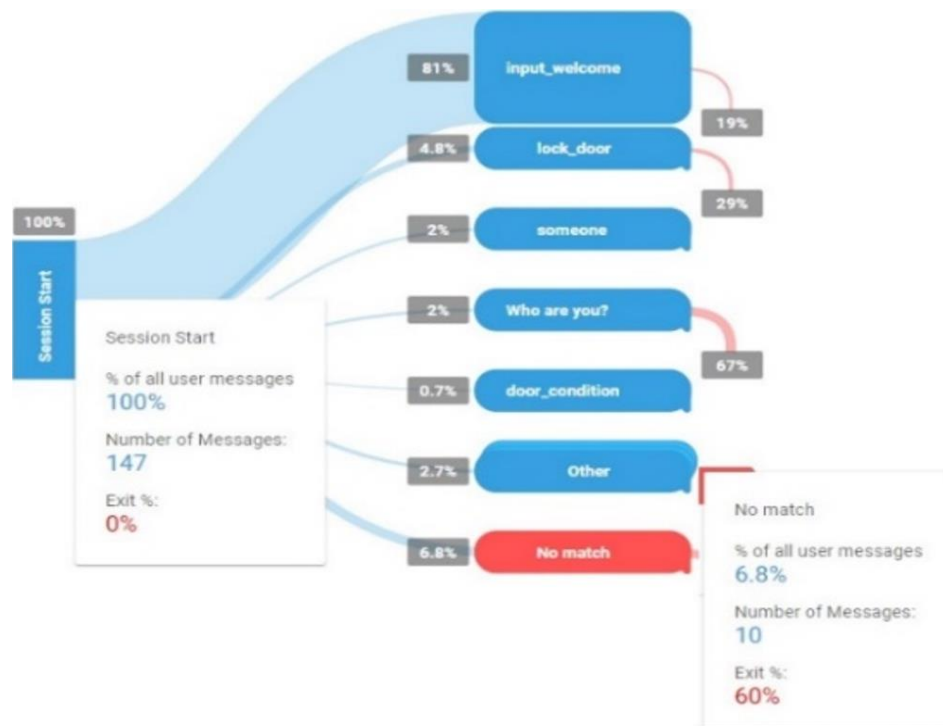 81%
input_welcome
19%
4.8%
lock_door
29%
100%
Session Start
2%
someone
2%
Who are you?
67%
0.7%
door_condition
2.7%
Other
6.8%
No match
Session Start
% of all user messages
100%
Number of Messages:
147
Exit %:
0%
No match
% of all user messages
6.8%
Number of Messages:
10
Exit %:
60%